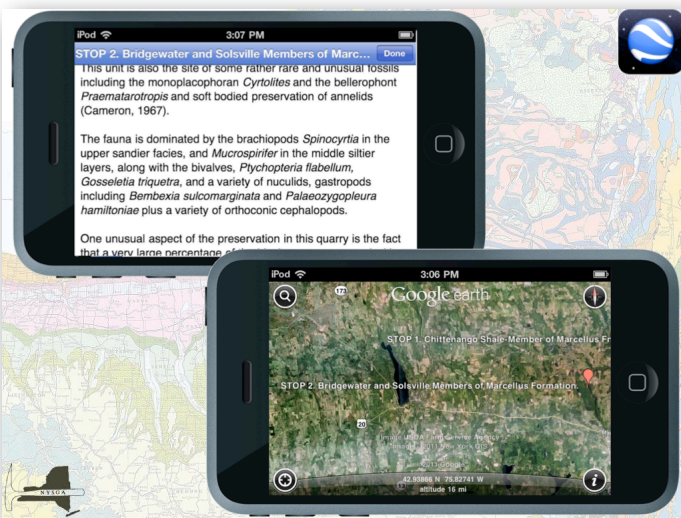 iPod 3:07 PM
STOP 2. Bridgewater and Solsville Members of Marc... Done
This unit is also the site of some rather rare and unusual fossils
including the monoplacophoran Cyrtolites and the bellerophont
Praematarotropis and soft bodied preservation of annelids
(Cameron, 1967).
The fauna is dominated by the brachiopods Spinocyrtia in the
upper sandier facies, and Mucrospirifer in the middle siltier
layers, along with the bivalves, Ptychopteria flabellum,
Gosseletia triquetra, and a variety of nuculids, gastropods
including Bembexia sulcomarginata and Palaeozygopleura
hamiltoniae plus a variety of orthoconic cephalopods.
One unusual aspect of the preservation in this quarry is the fact
that a very large percentage of
iPod 3:06 PM
173
Google earth
STOP 1. Chittenango Shale Member of Marcellus Fr
STOP 2. Bridgewater and Solsville Members of Marcellus Formation.
20
Image USDA Farm Service Agency
42.93866 N 75.82741 W
altitude 16 mi
NYSGA